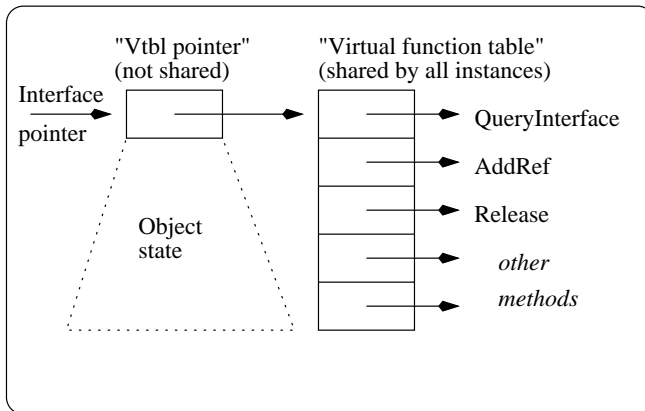 "Vtbl pointer"
(not shared)
"Virtual function table"
(shared by all instances)
Interface
pointer
QueryInterface
AddRef
Release
other
methods
Object
state